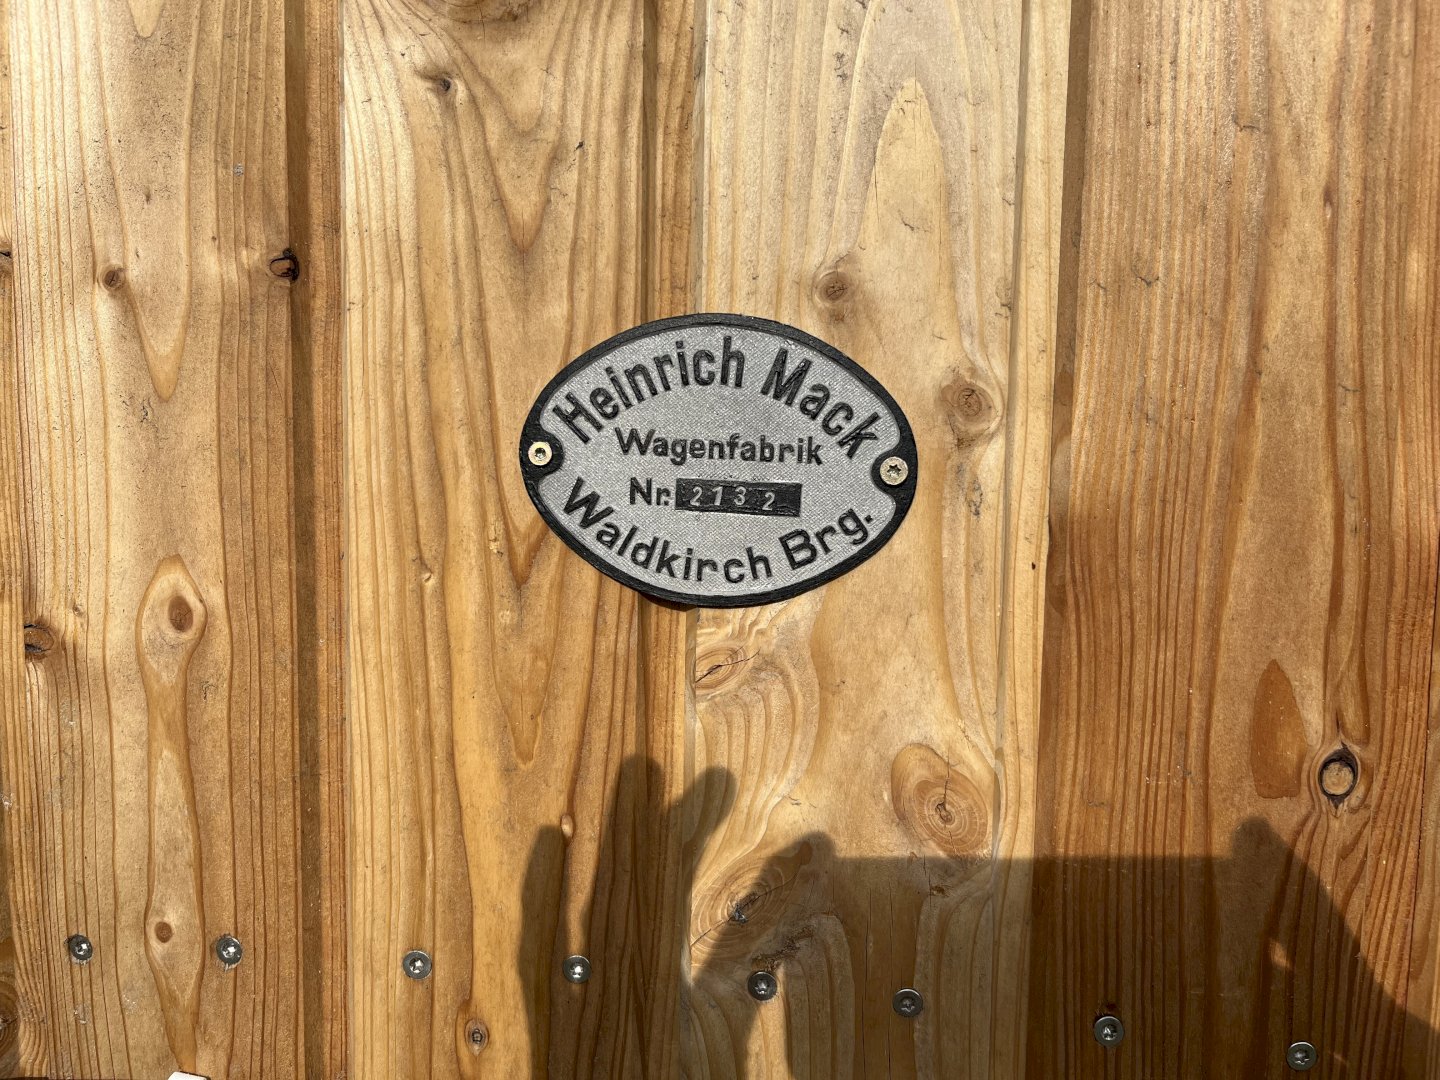 Heinrich Mack
Wagenfabrik
Nr. 2132
Waldkirch Brg.